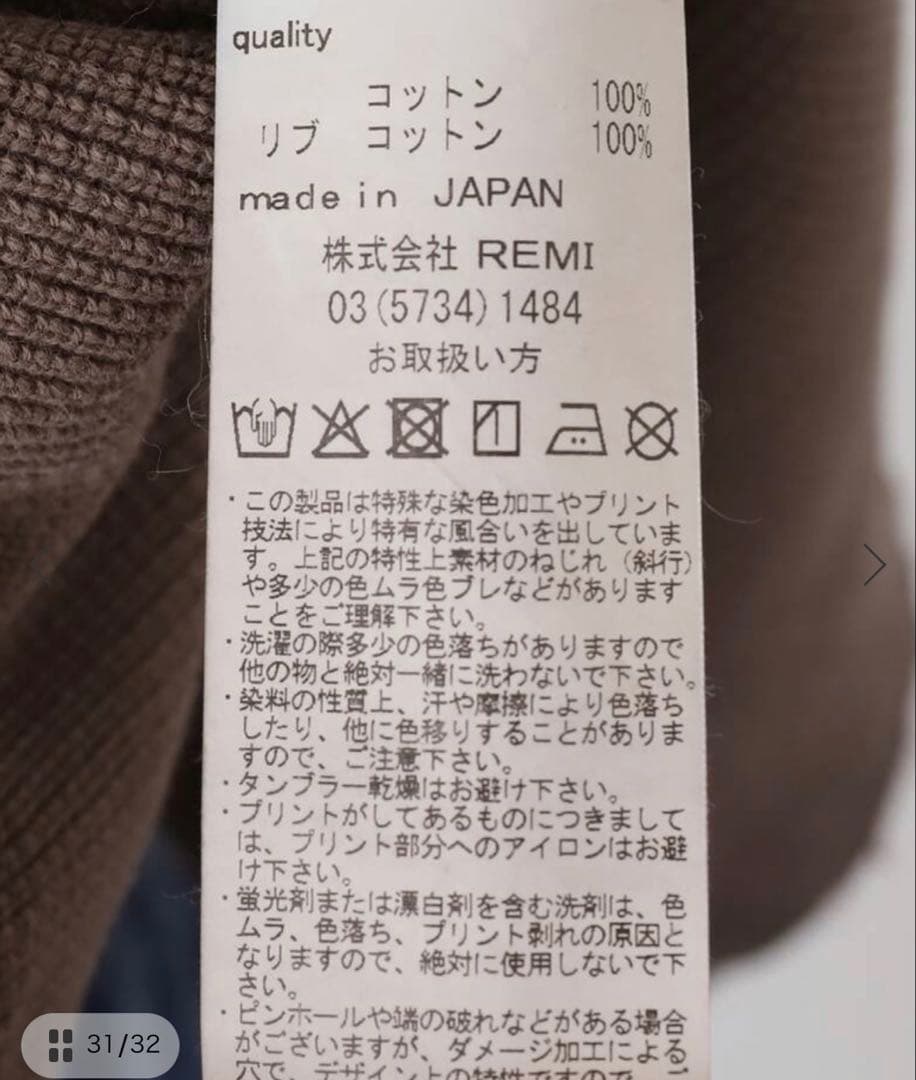 quality
コットン 100%
リブ コットン 100%
made in JAPAN
株式会社 REMI
03(5734)1484
お取扱い方
・この製品は特殊な染色加工やプリント
技法により特有な風合いを出していま
す。上記の特性上素材のねじれ（斜行）
や多少の色ムラ色ブレなどがあります
ことをご理解下さい。
・洗濯の際多少の色落ちがありますので
他の物と絶対一緒に洗わないで下さい。
・染料の性質上、汗や摩擦により色落ち
したり、他に色移りすることがありま
すので、ご注意下さい。
・タンブラー乾燥はお避け下さい。
・プリントがしてあるものにつきまして
は、プリント部分へのアイロンはお避
け下さい。
・蛍光剤または漂白剤を含む洗剤は、色
ムラ、色落ち、プリント剥れの原因と
なりますので、絶対に使用しないで下
さい。
・ピンホールや端の破れなどがある場合
がございますが、ダメージ加工による
穴で、デザイン上の特性ですので、ご
31/32